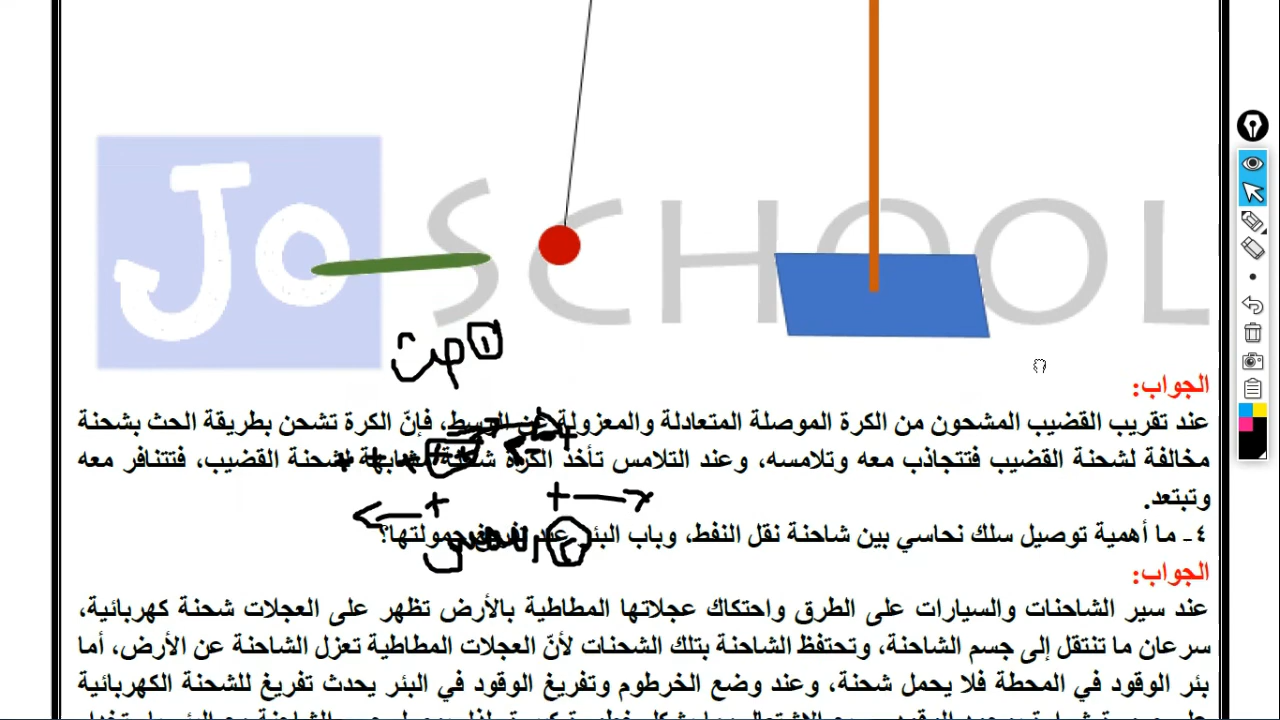 Jo SCHOOL
الجواب:
عند تقريب القضيب المشحون من الكرة الموصلة المتعادلة والمعزولة عن الوسط، فإنّ الكرة تشحن بطريقة الحث بشحنة
مخالفة لشحنة القضيب فتتجاذب معه وتلامسه، وعند التلامس تأخذ الكرة لشحنة القضيب، فتتنافر معه
وتبتعد.
٤- ما أهمية توصيل سلك نحاسي بين شاحنة نقل النفط، وباب البئر عند حمولتها؟
الجواب:
عند سير الشاحنات والسيارات على الطرق واحتكاك عجلاتها المطاطية بالأرض تظهر على العجلات شحنة كهربائية،
سرعان ما تنتقل إلى جسم الشاحنة، وتحتفظ الشاحنة بتلك الشحنات لأنّ العجلات المطاطية تعزل الشاحنة عن الأرض، أما
بئر الوقود في المحطة فلا يحمل شحنة، وعند وضع الخرطوم وتفريغ الوقود في البئر يحدث تفريغ للشحنة الكهربائية